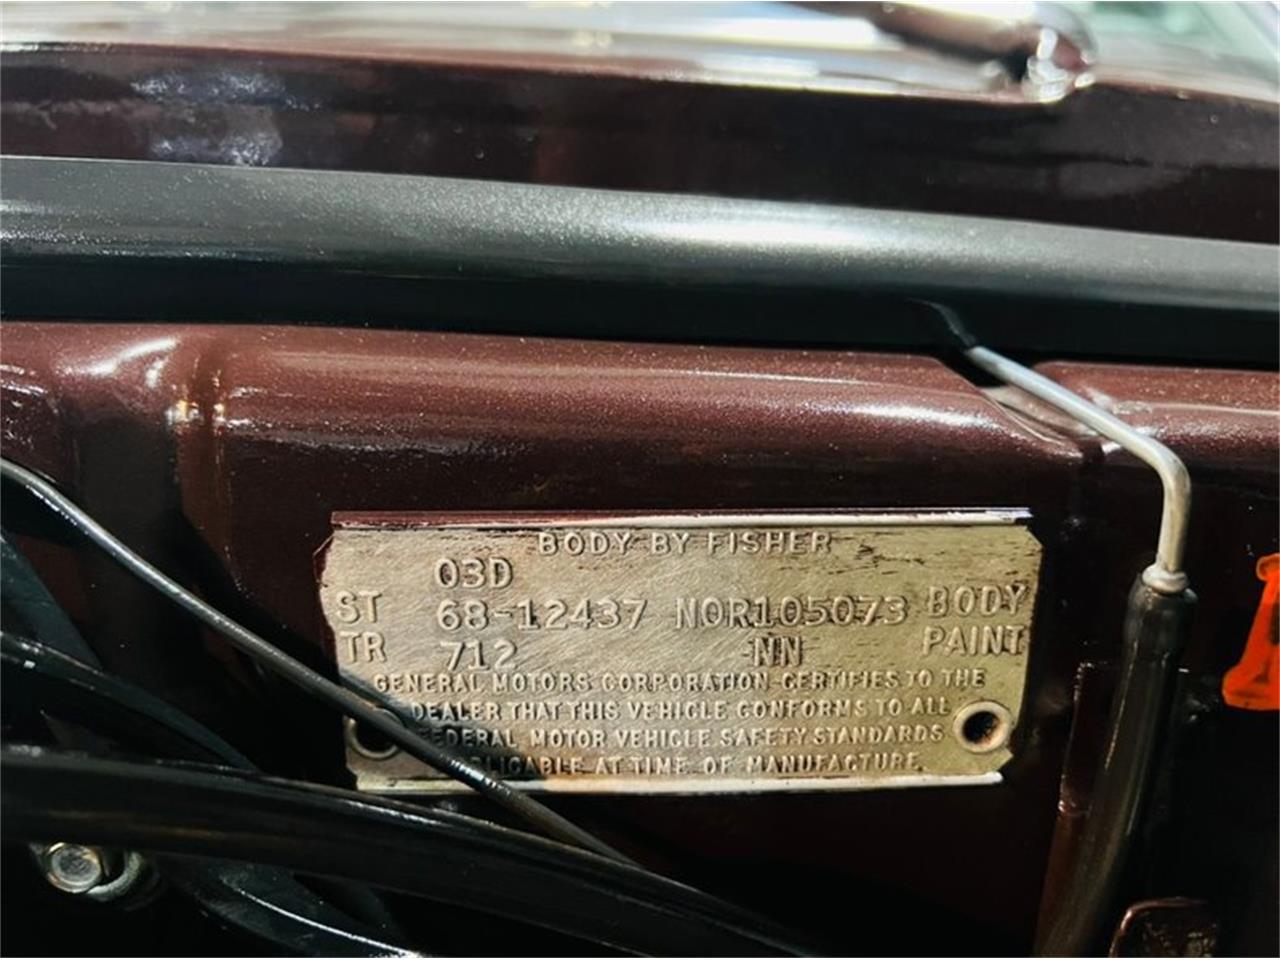 BODY BY FISHER
03D
ST 68-12437 NOR105073 BODY
TR 712 NN PAINT
GENERAL MOTORS CORPORATION CERTIFIES TO THE
DEALER THAT THIS VEHICLE CONFORMS TO ALL
FEDERAL MOTOR VEHICLE SAFETY STANDARDS
APPLICABLE AT TIME OF MANUFACTURE.